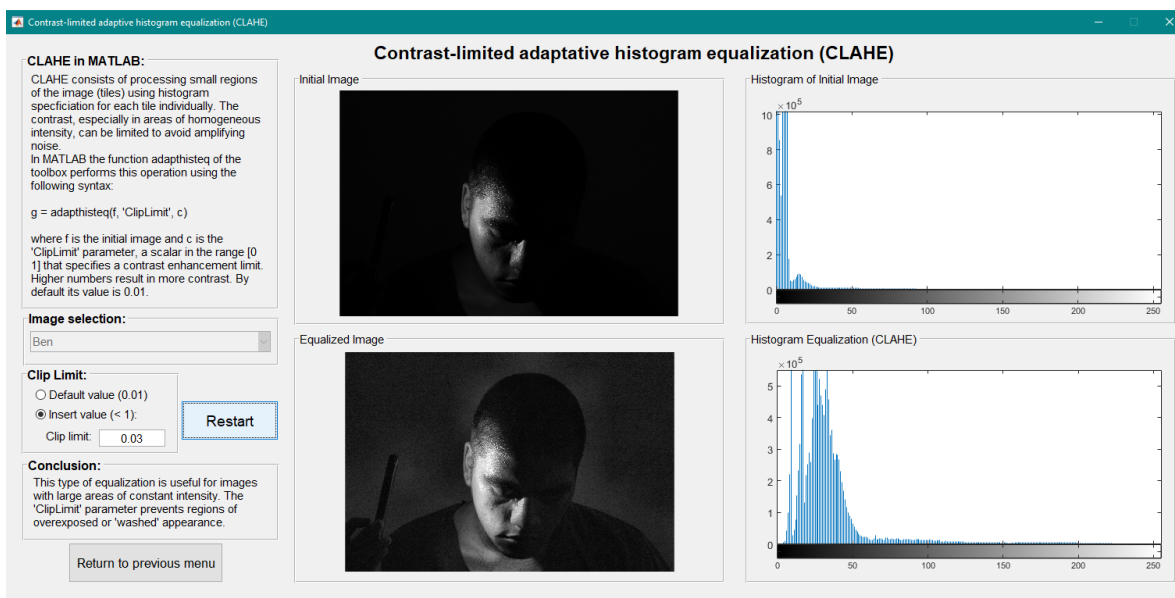 Contrast-limited adaptive histogram equalization (CLAHE)
Contrast-limited adaptative histogram equalization (CLAHE)
CLAHE in MATLAB:
CLAHE consists of processing small regions
of the image (tiles) using histogram
specficiation for each tile individually. The
contrast, especially in areas of homogeneous
intensity, can be limited to avoid amplifying
noise.
In MATLAB the function adapthisteq of the
toolbox performs this operation using the
following syntax:
g = adapthisteq(f, 'ClipLimit', c)
where f is the initial image and c is the
'ClipLimit' parameter, a scalar in the range [0
1] that specifies a contrast enhancement limit.
Higher numbers result in more contrast. By
default its value is 0.01.
Image selection:
Ben
Clip Limit:
Default value (0.01)
Insert value (< 1):
Clip limit: 0.03
Restart
Conclusion:
This type of equalization is useful for images
with large areas of constant intensity. The
'ClipLimit' parameter prevents regions of
overexposed or 'washed' appearance.
Return to previous menu
Initial Image
Equalized Image
Histogram of Initial Image
×10^5
10
8
6
4
2
0
0 50 100 150 200 250
Histogram Equalization (CLAHE)
×10^5
5
4
3
2
1
0
0 50 100 150 200 250